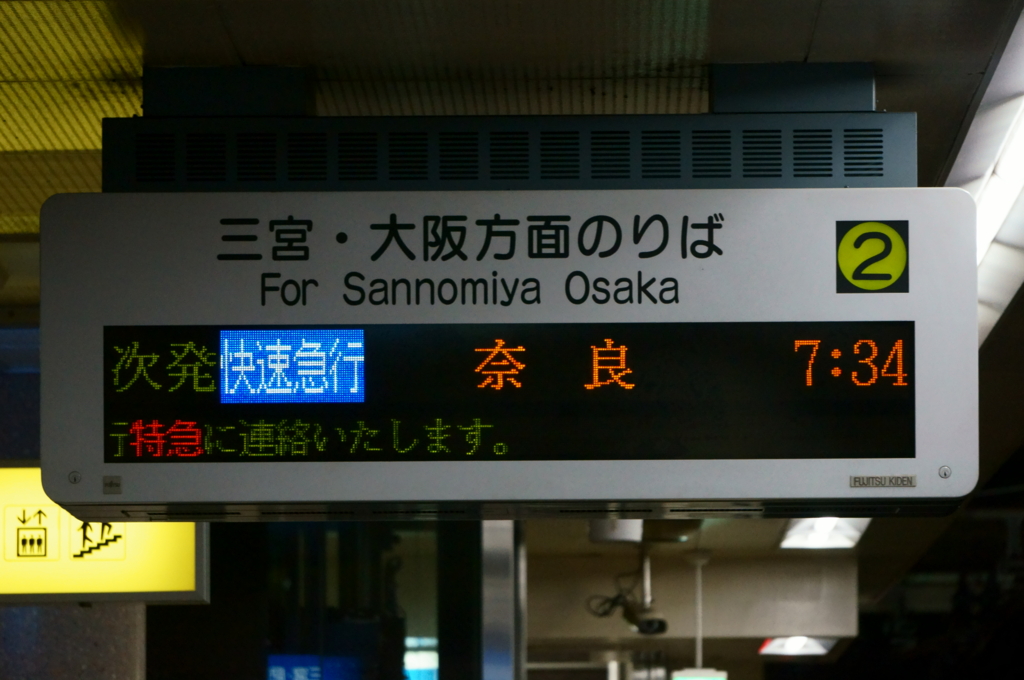 三宮・大阪方面のりば
2
For Sannomiya Osaka
次発 快速急行 奈良 7:34
特急に連絡いたします。
FUJITSU KIDEN